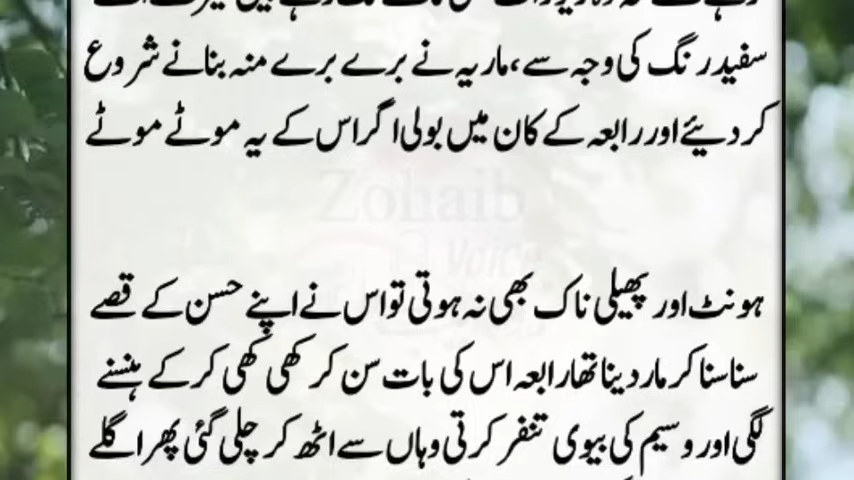 سفید رنگ کی وجہ سے، ماریہ نے برے برے منہ بنانے شروع
کر دیئے اور رابعہ کے کان میں بولی اگر اس کے یہ موٹے موٹے
Zohaib
Voice
ہونٹ اور پھیلی ناک بھی نہ ہوتی تو اس نے اپنے حسن کے قصے
سنا سنا کر مار دینا تھا رابعہ اس کی بات سن کر کھی کھی کر کے ہنسنے
لگی اور وسیم کی بیوی تنفر کرتی وہاں سے اٹھ کر چلی گئی پھر اگلے